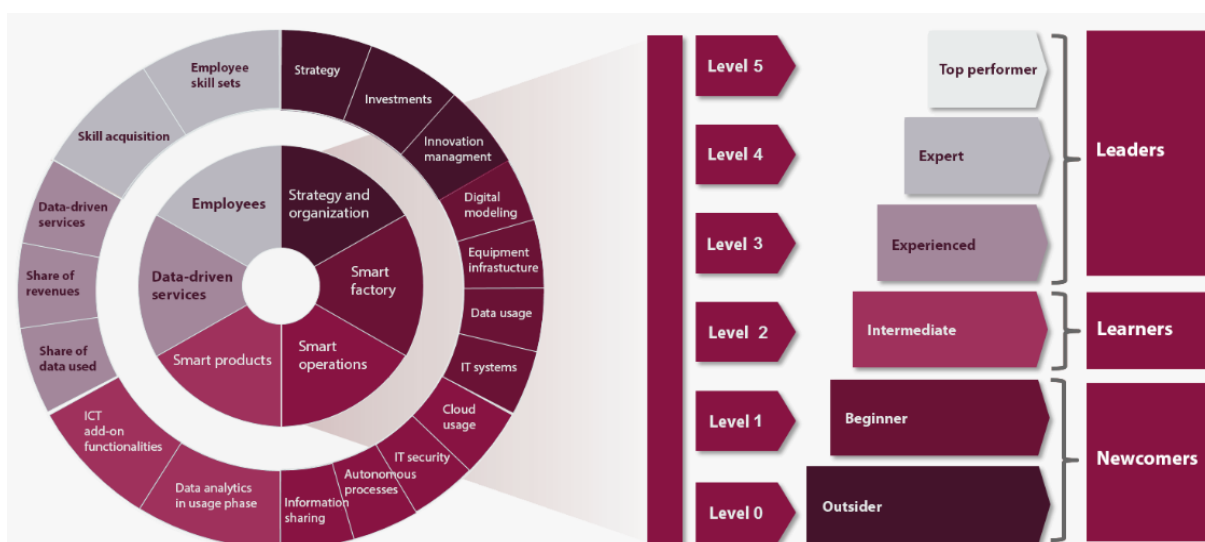 Employee
skill sets
Strategy
Investments
Innovation
managment
Digital
modeling
Equipment
infrastucture
Data usage
IT systems
Cloud
usage
IT security
Autonomous
processes
Information
sharing
Data analytics
in usage phase
ICT
add-on
functionalities
Share of
data used
Share of
revenues
Data-driven
services
Skill acquisition
Employees
Strategy and
organization
Smart
factory
Smart
operations
Smart products
Data-driven
services
Level 5
Top performer
Level 4
Expert
Leaders
Level 3
Experienced
Level 2
Intermediate
Learners
Level 1
Beginner
Newcomers
Level 0
Outsider